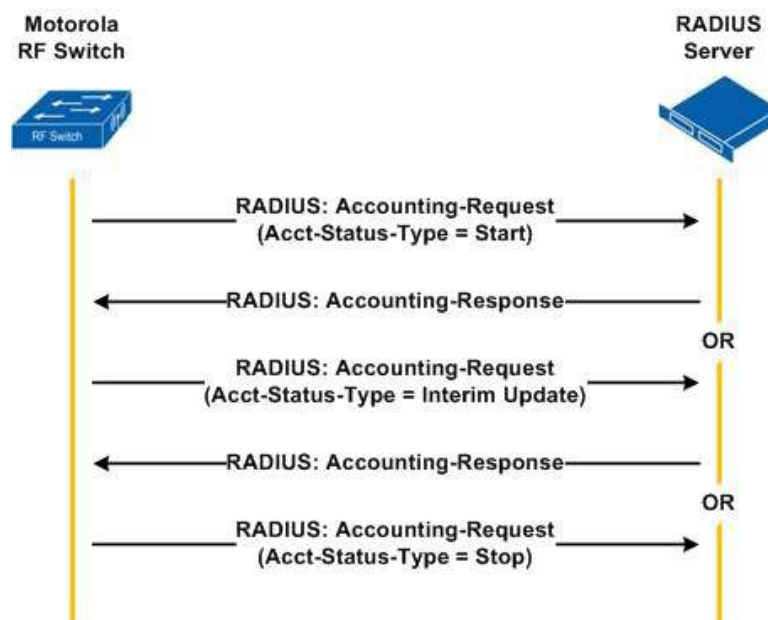 Motorola
RF Switch
RADIUS
Server
RF Switch
RADIUS: Accounting-Request
(Acct-Status-Type = Start)
RADIUS: Accounting-Response
OR
RADIUS: Accounting-Request
(Acct-Status-Type = Interim Update)
RADIUS: Accounting-Response
OR
RADIUS: Accounting-Request
(Acct-Status-Type = Stop)